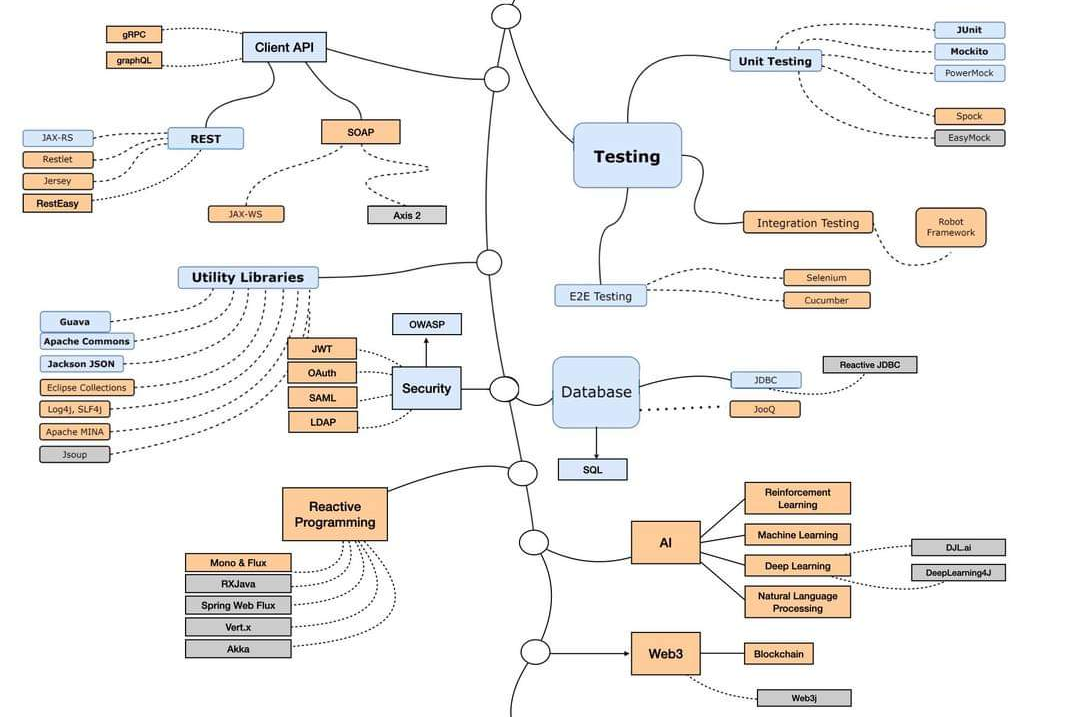 gRPC
graphQL
Client API
JAX-RS
Restlet
Jersey
RestEasy
REST
SOAP
JAX-WS
Axis 2
Unit Testing
JUnit
Mockito
PowerMock
Spock
EasyMock
Testing
Integration Testing
Robot
Framework
E2E Testing
Selenium
Cucumber
Utility Libraries
Guava
Apache Commons
Jackson JSON
Eclipse Collections
Log4j, SLF4j
Apache MINA
Jsoup
OWASP
JWT
OAuth
SAML
LDAP
Security
Database
JDBC
Reactive JDBC
JooQ
SQL
Reactive
Programming
Mono & Flux
RXJava
Spring Web Flux
Vert.x
Akka
AI
Reinforcement
Learning
Machine Learning
Deep Learning
Natural Language
Processing
DJL.ai
DeepLearning4J
Web3
Blockchain
Web3j